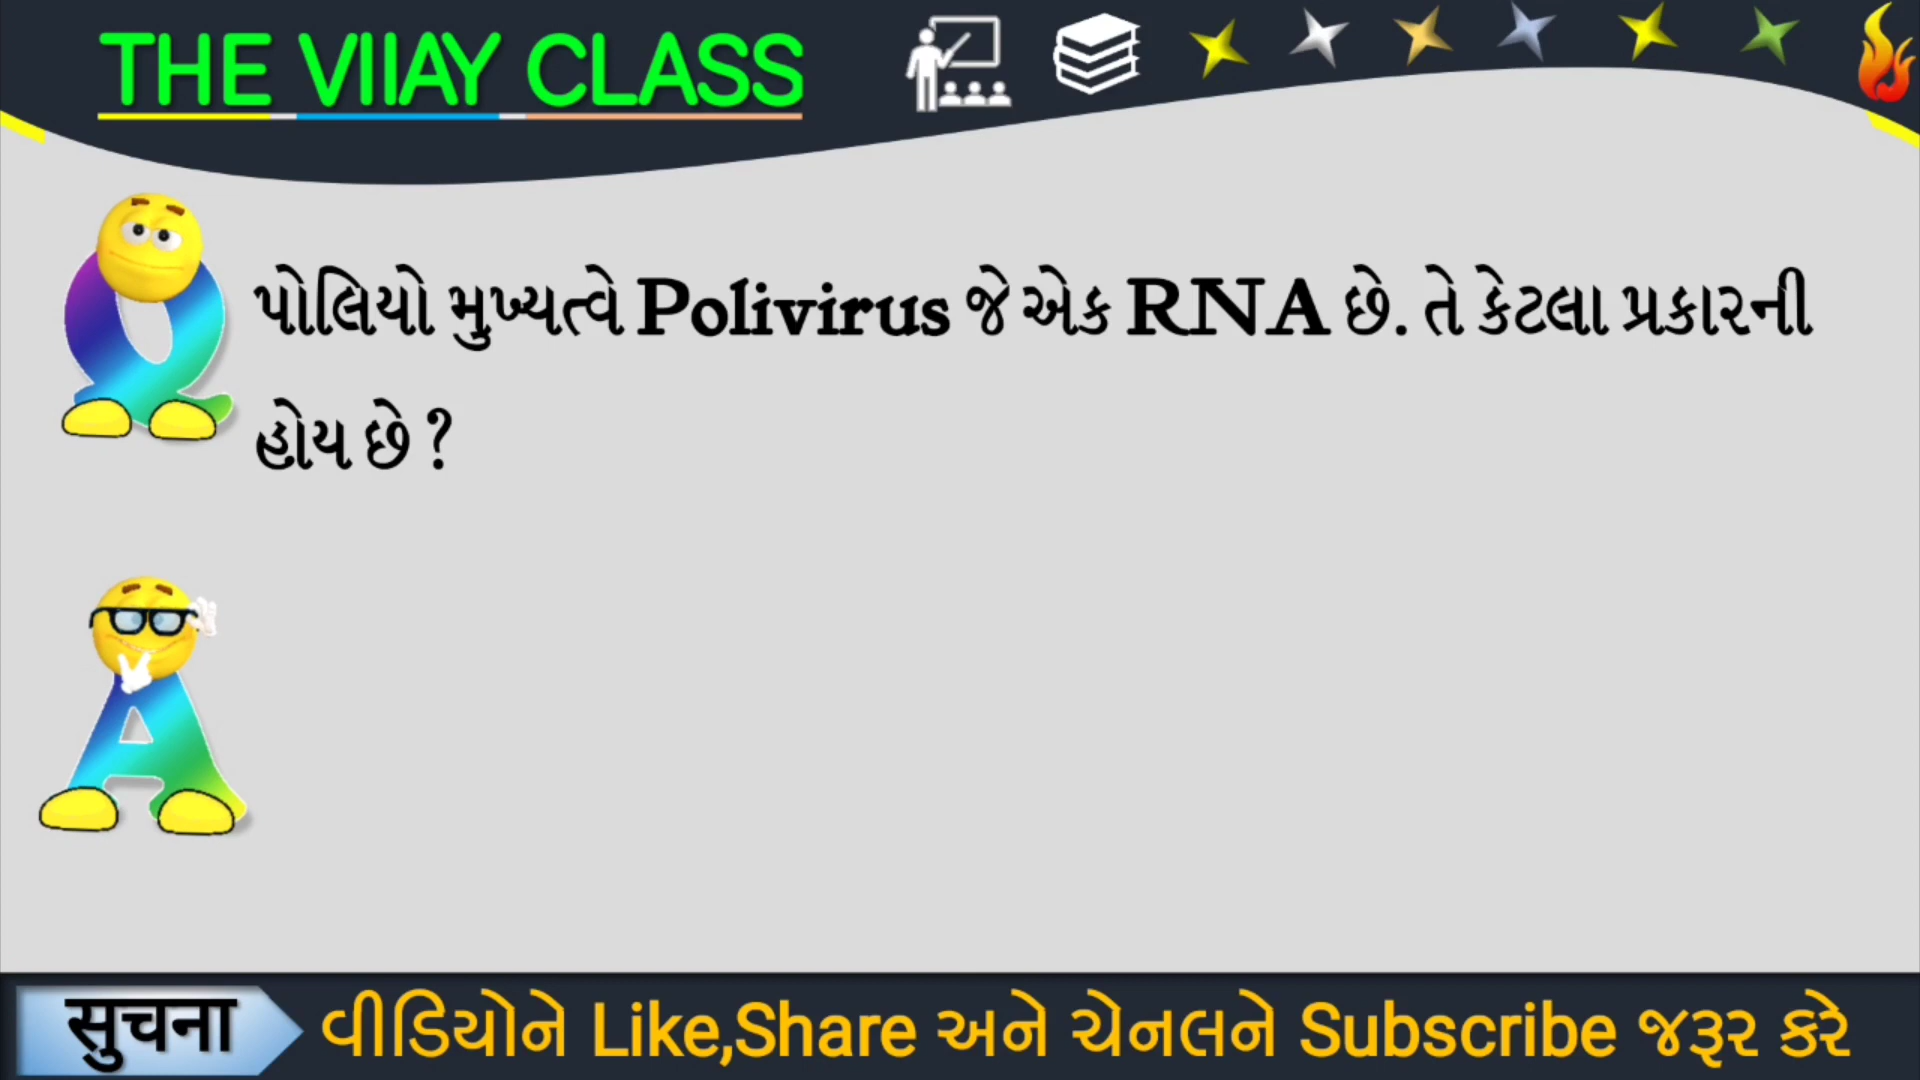 THE VIIAY CLASS
પોલિયો મુખ્યત્વે Polivirus જે એક RNA છે. તે કેટલા પ્રકારની
હોય છે ?
सुचना
વીડિયોને Like,Share અને ચેનલને Subscribe જરૂર કરે